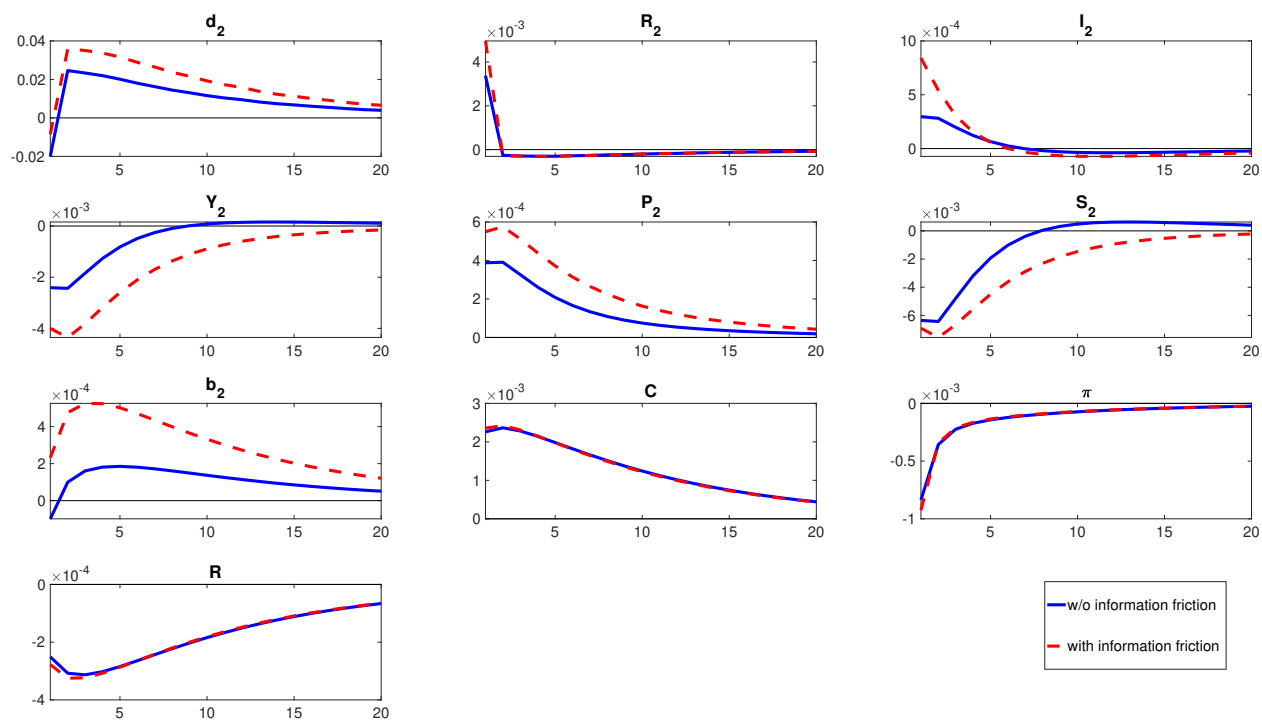 d2 R2 I2
×10-3 ×10-4
0.04 4 10
0.02 2 5
0 0 0
-0.02
5 10 15 20 5 10 15 20 5 10 15 20
Y2 P2 S2
×10-3 ×10-4 ×10-3
0 6 0
-2 4 -2
-4 2 -4
0 -6
5 10 15 20 5 10 15 20 5 10 15 20
b2 C π
×10-4 ×10-3 ×10-3
4 3 0
2 2 -0.5
0 1 -1
0
5 10 15 20 5 10 15 20 5 10 15 20
R
×10-4
0
-2
-4
5 10 15 20
w/o information friction
with information friction